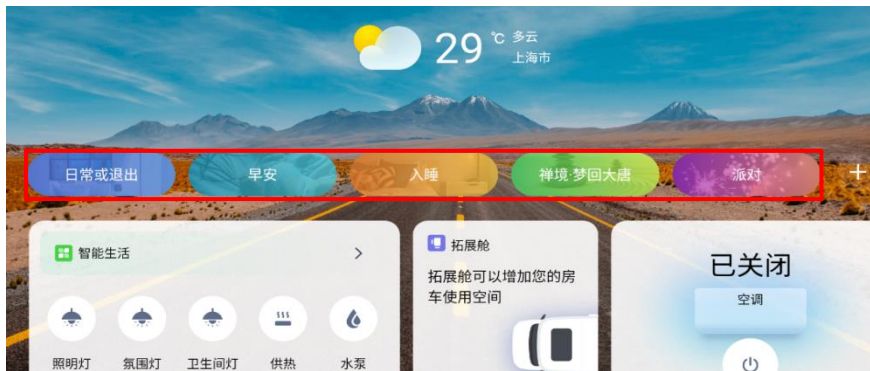 29 ℃ 多云
上海市
日常或退出
早安
入睡
禅境·梦回大唐
派对
智能生活
照明灯
氛围灯
卫生间灯
供热
水泵
拓展舱
拓展舱可以增加您的房
车使用空间
已关闭
空调